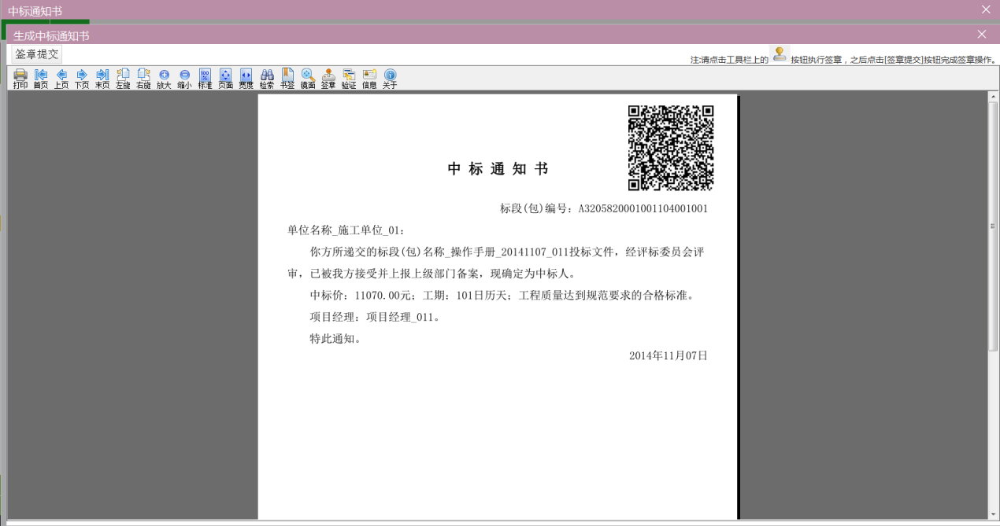 中标通知书
生成中标通知书
签章提交
注:请点击工具栏上的 按钮执行签章，之后点击[签章提交]按钮完成签章操作。
打印 首页 上页 下页 末页 左旋 右旋 放大 缩小 标准 页面 宽度 检索 书签 镜面 签章 验证 信息 关于
中 标 通 知 书
标段(包)编号：A3205820001001104001001
单位名称_施工单位_01：
你方所递交的标段(包)名称_操作手册_20141107_011投标文件，经评标委员会评
审，已被我方接受并上报上级部门备案，现确定为中标人。
中标价：11070.00元；工期：101日历天；工程质量达到规范要求的合格标准。
项目经理：项目经理_011。
特此通知。
2014年11月07日